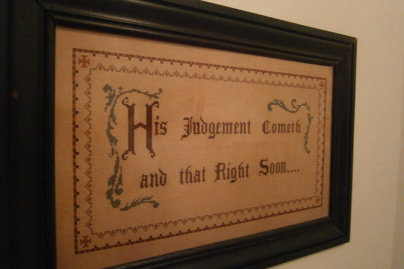 His Judgement Cometh
and that Right Soon....